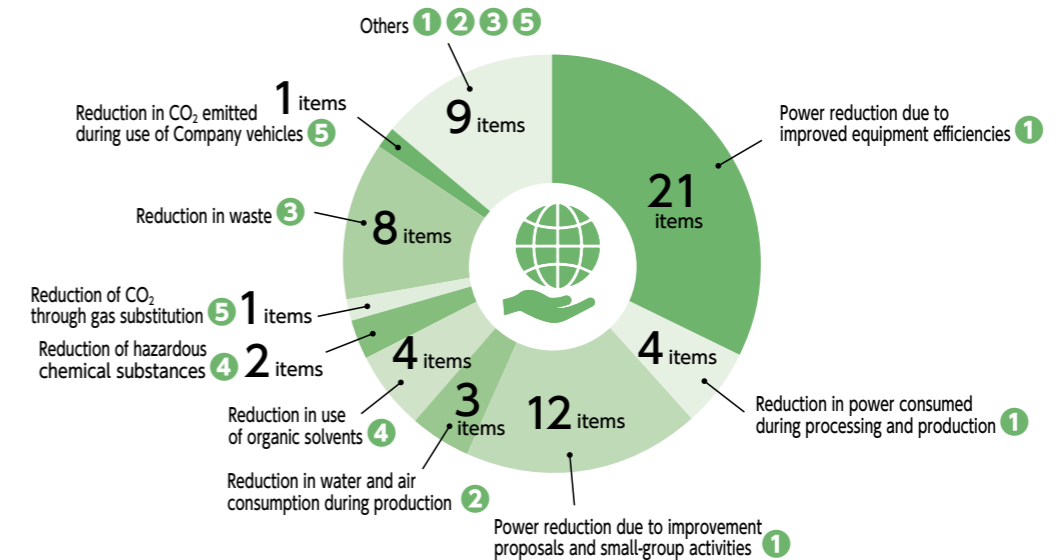 Others 1 2 3 5
9 items
Power reduction due to
improved equipment efficiencies 1
21
items
Reduction in power consumed
during processing and production 1
4 items
Power reduction due to improvement
proposals and small-group activities 1
12 items
Reduction in water and air
consumption during production 2
3
items
Reduction in use
of organic solvents 4
4 items
Reduction of hazardous
chemical substances 4 2 items
Reduction of CO₂
through gas substitution 5 1 items
Reduction in waste 3
8 items
Reduction in CO₂ emitted
during use of Company vehicles 5
1 items